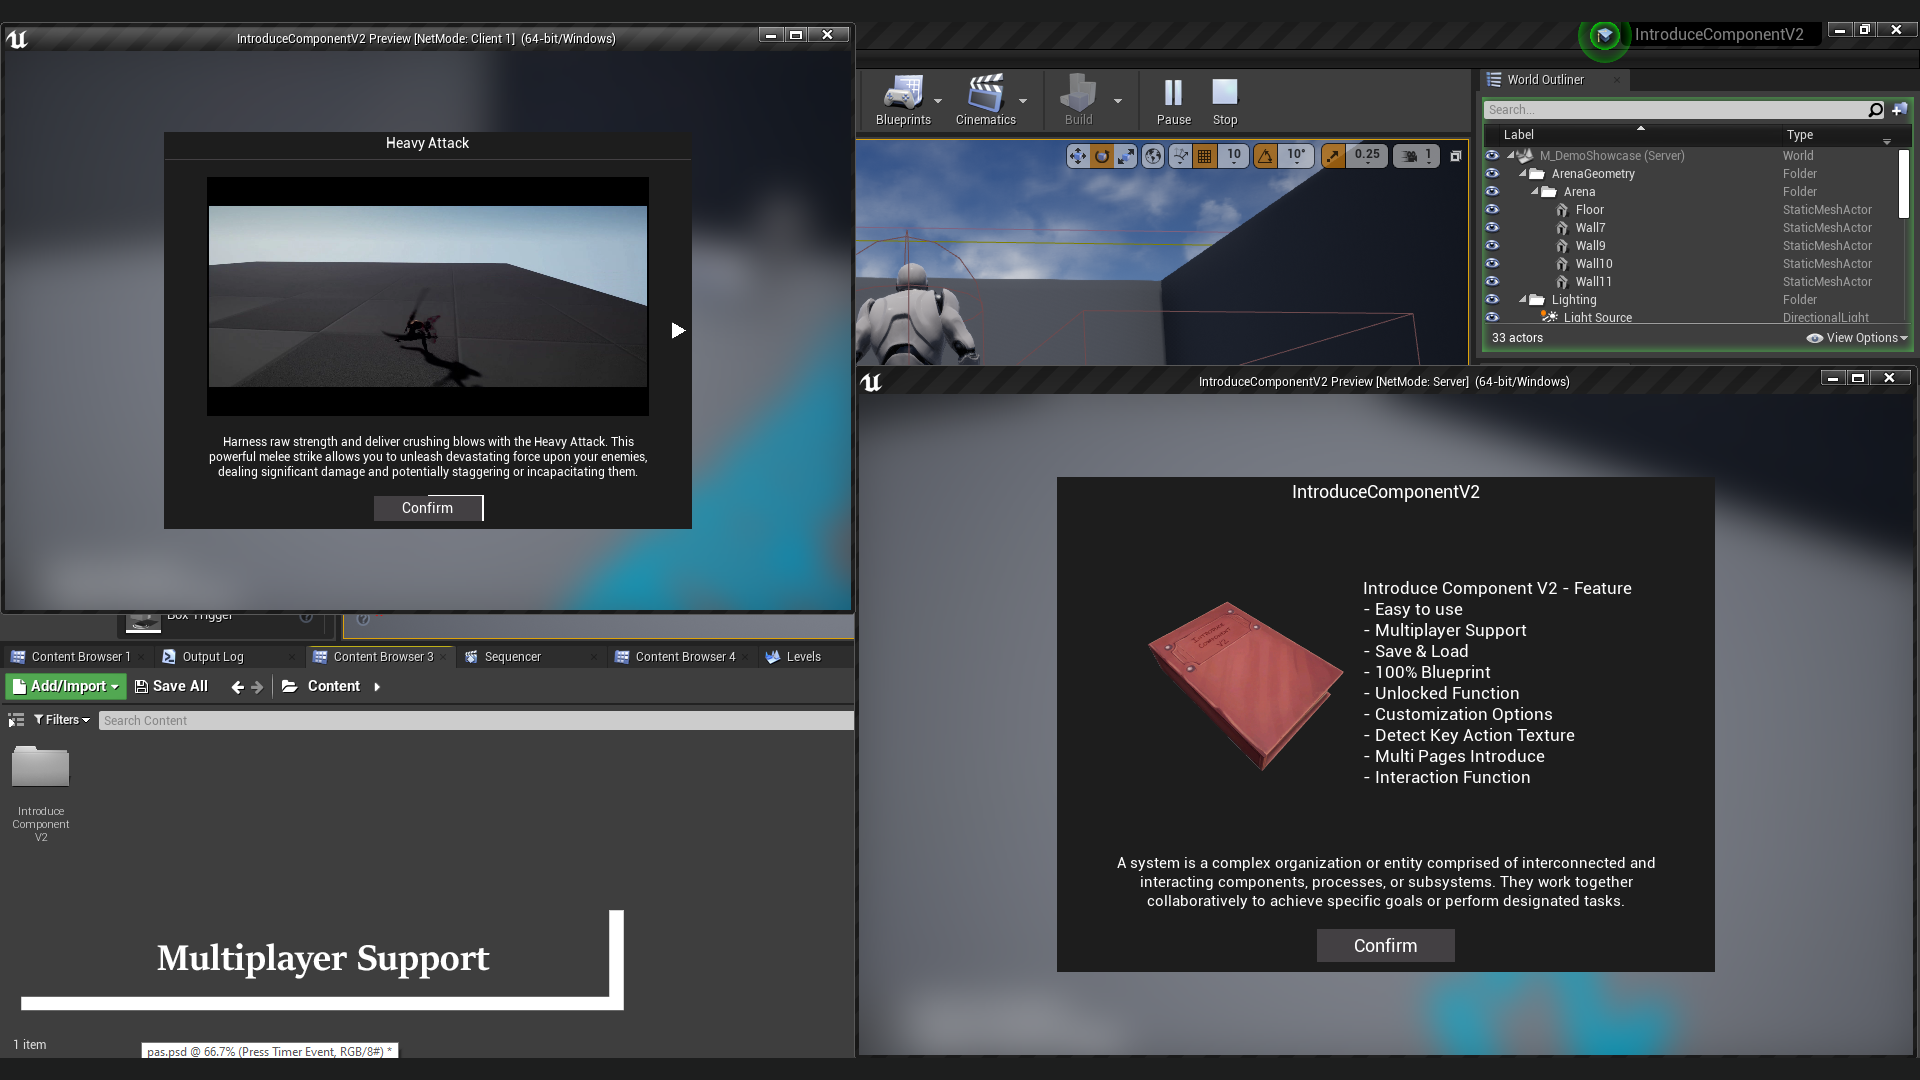 IntroduceComponentV2 Preview [NetMode: Client 1] (64-bit/Windows)
Heavy Attack
Harness raw strength and deliver crushing blows with the Heavy Attack. This
powerful melee strike allows you to unleash devastating force upon your enemies,
dealing significant damage and potentially staggering or incapacitating them.
Confirm
IntroduceComponentV2
Blueprints
Cinematics
Build
Pause
Stop
10
10°
0.25
1
World Outliner
Search...
Label Type
M_DemoShowcase (Server) World
ArenaGeometry Folder
Arena Folder
Floor StaticMeshActor
Wall7 StaticMeshActor
Wall9 StaticMeshActor
Wall10 StaticMeshActor
Wall11 StaticMeshActor
Lighting Folder
Light Source DirectionalLight
33 actors View Options
IntroduceComponentV2 Preview [NetMode: Server] (64-bit/Windows)
IntroduceComponentV2
INTRODUCE
COMPONENT
V2
Introduce Component V2 - Feature
- Easy to use
- Multiplayer Support
- Save & Load
- 100% Blueprint
- Unlocked Function
- Customization Options
- Detect Key Action Texture
- Multi Pages Introduce
- Interaction Function
A system is a complex organization or entity comprised of interconnected and
interacting components, processes, or subsystems. They work together
collaboratively to achieve specific goals or perform designated tasks.
Confirm
Box Trigger
Content Browser 1
Output Log
Content Browser 3
Sequencer
Content Browser 4
Levels
Add/Import
Save All
Content
Filters
Search Content
Introduce
Component
V2
Multiplayer Support
1 item
pas.psd @ 66.7% (Press Timer Event, RGB/8#) *